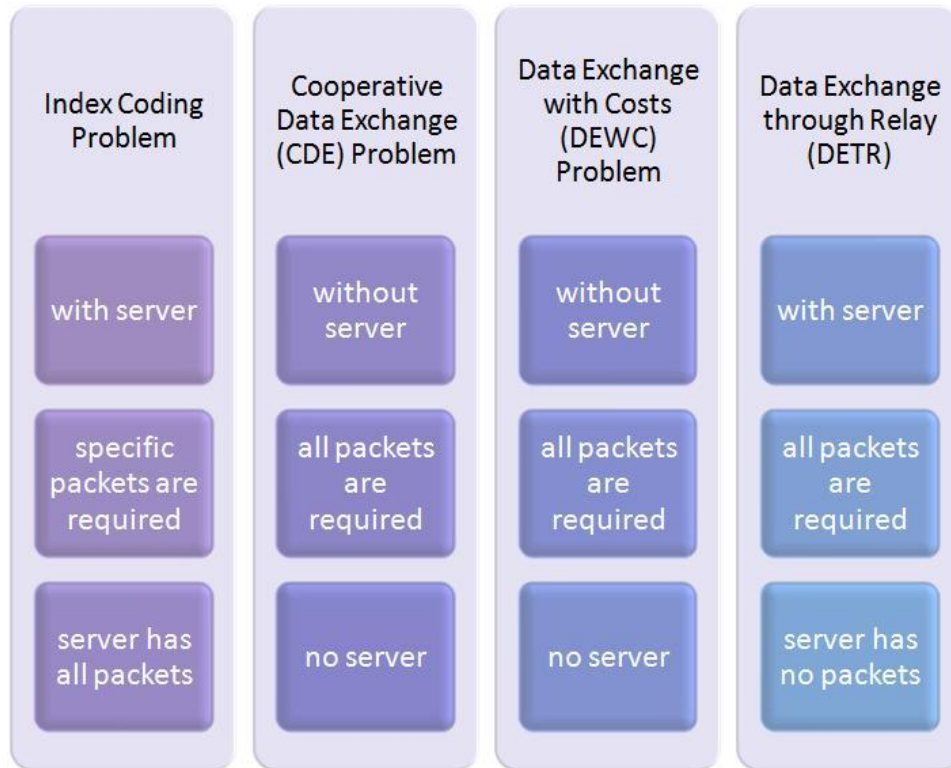 Index Coding
Problem
with server
specific
packets are
required
server has
all packets
Cooperative
Data Exchange
(CDE) Problem
without
server
all packets
are
required
no server
Data Exchange
with Costs
(DEWC)
Problem
without
server
all packets
are
required
no server
Data Exchange
through Relay
(DETR)
with server
all packets
are
required
server has
no packets